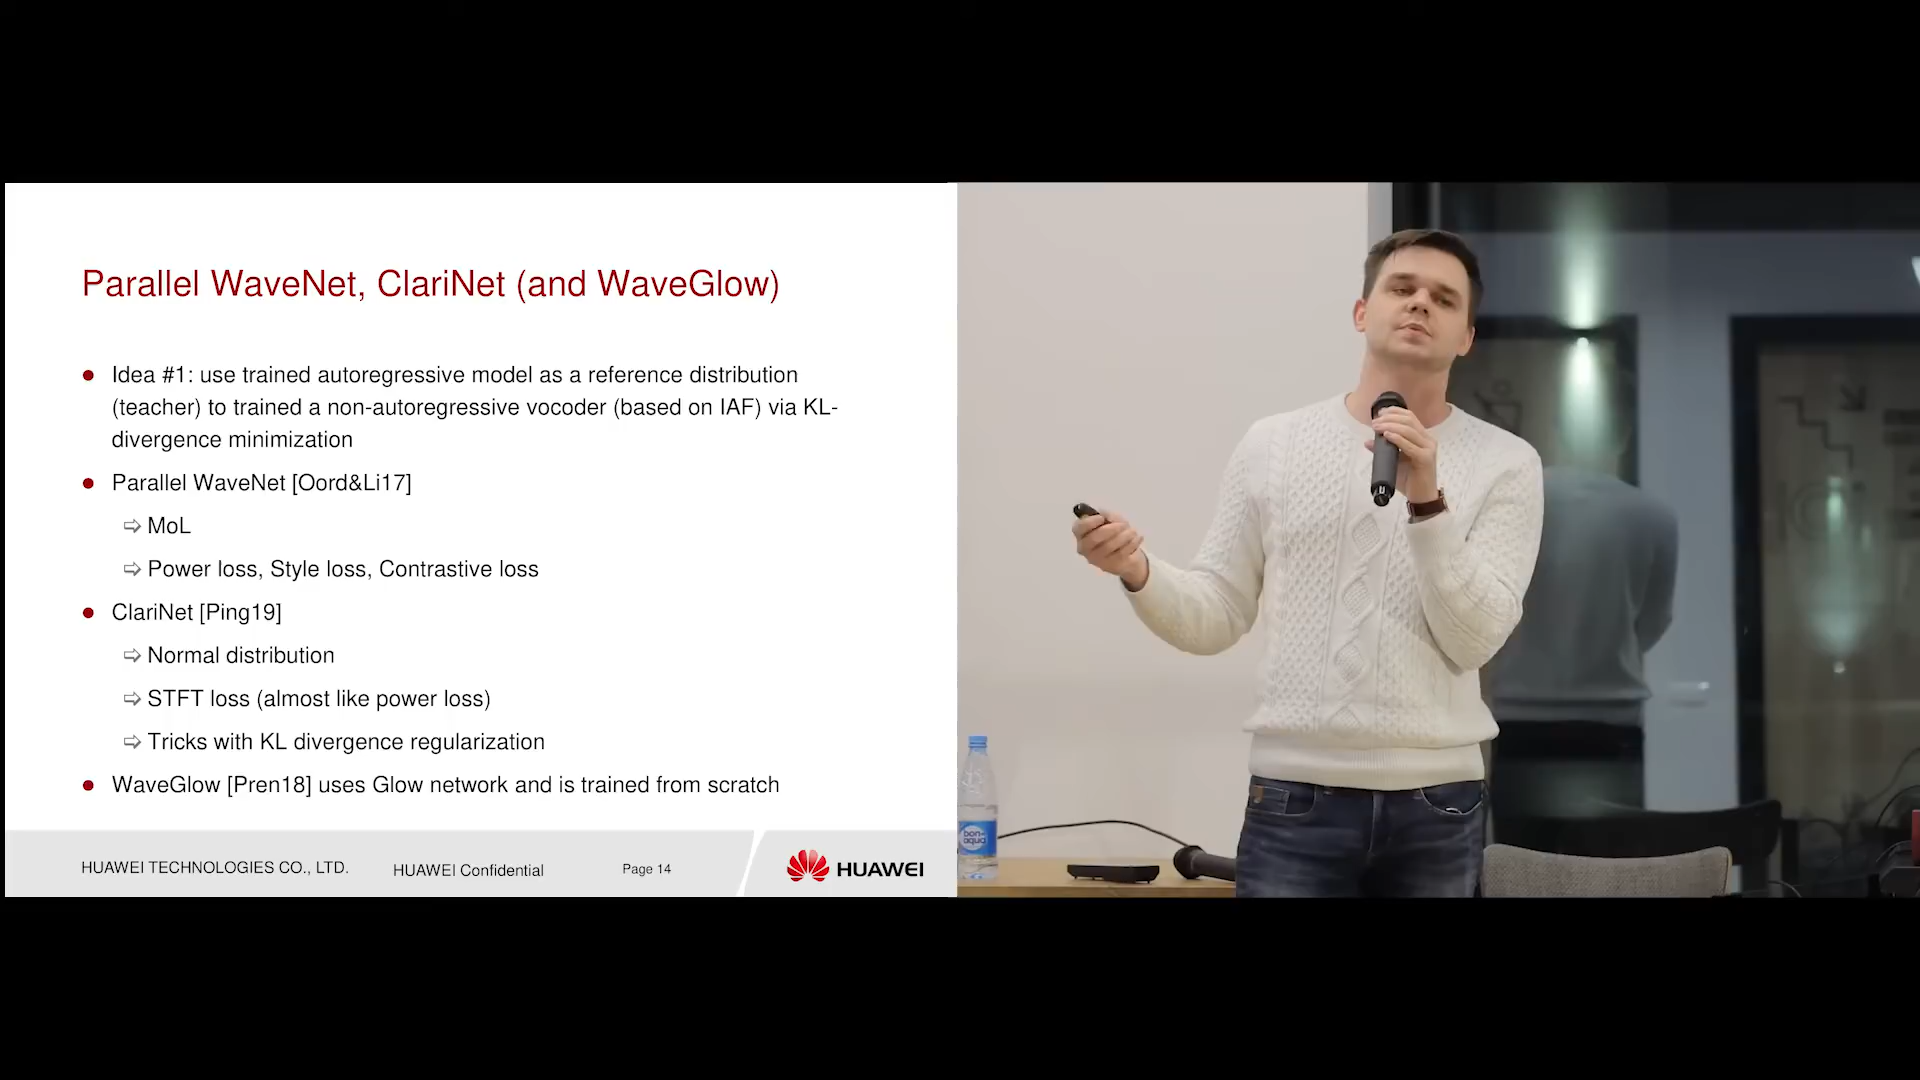 Parallel WaveNet, ClariNet (and WaveGlow)
● Idea #1: use trained autoregressive model as a reference distribution
(teacher) to trained a non-autoregressive vocoder (based on IAF) via KL-
divergence minimization
● Parallel WaveNet [Oord&Li17]
⇨ MoL
⇨ Power loss, Style loss, Contrastive loss
● ClariNet [Ping19]
⇨ Normal distribution
⇨ STFT loss (almost like power loss)
⇨ Tricks with KL divergence regularization
● WaveGlow [Pren18] uses Glow network and is trained from scratch
HUAWEI TECHNOLOGIES CO., LTD.
HUAWEI Confidential
Page 14
HUAWEI
bon
aqua